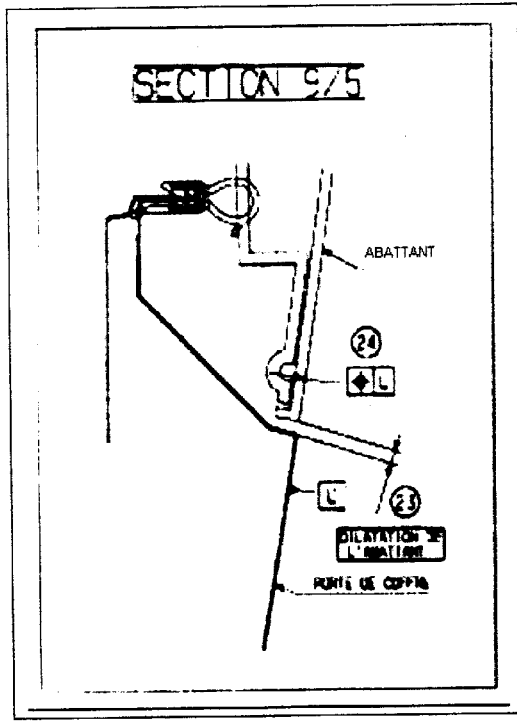 SECTION 9/5
ABATTANT
24
L
L
23
DILATATION DE
L'ABATTANT
PORTE DE COFFRE